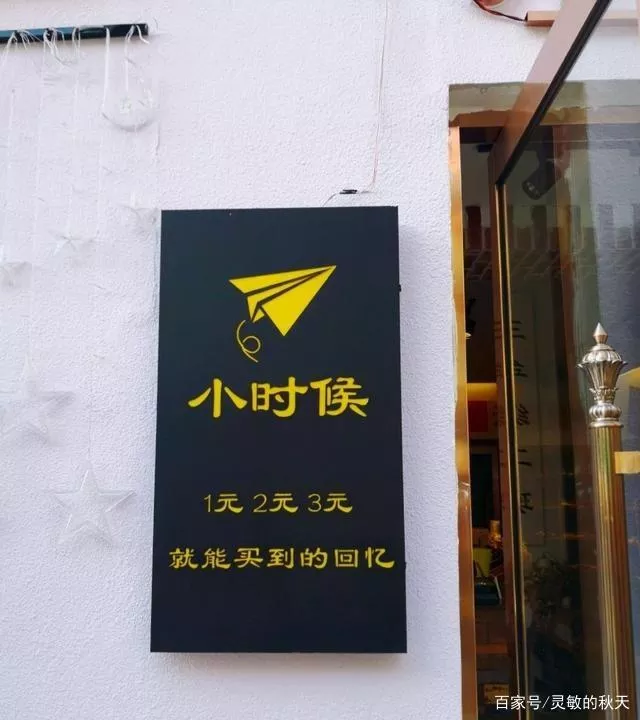 小时候
1元 2元 3元
就能买到的回忆
百家号/灵敏的秋天